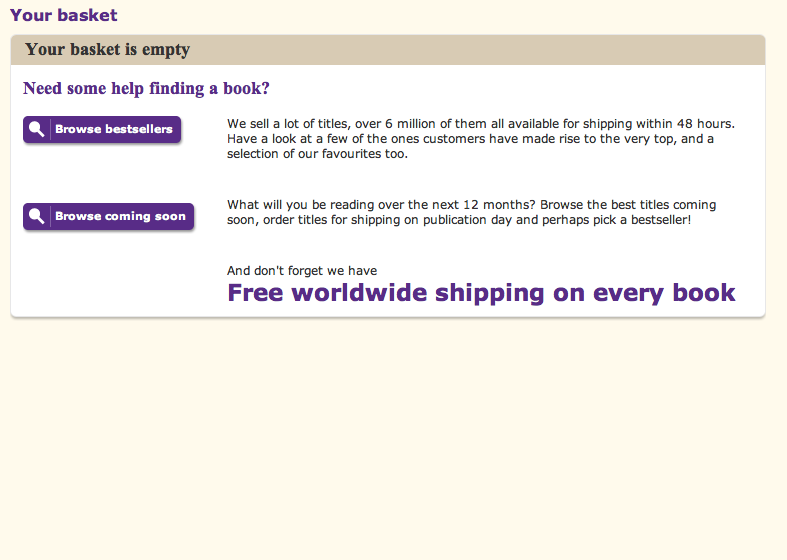 Your basket
Your basket is empty
Need some help finding a book?
Browse bestsellers
We sell a lot of titles, over 6 million of them all available for shipping within 48 hours.
Have a look at a few of the ones customers have made rise to the very top, and a
selection of our favourites too.
Browse coming soon
What will you be reading over the next 12 months? Browse the best titles coming
soon, order titles for shipping on publication day and perhaps pick a bestseller!
And don't forget we have
Free worldwide shipping on every book